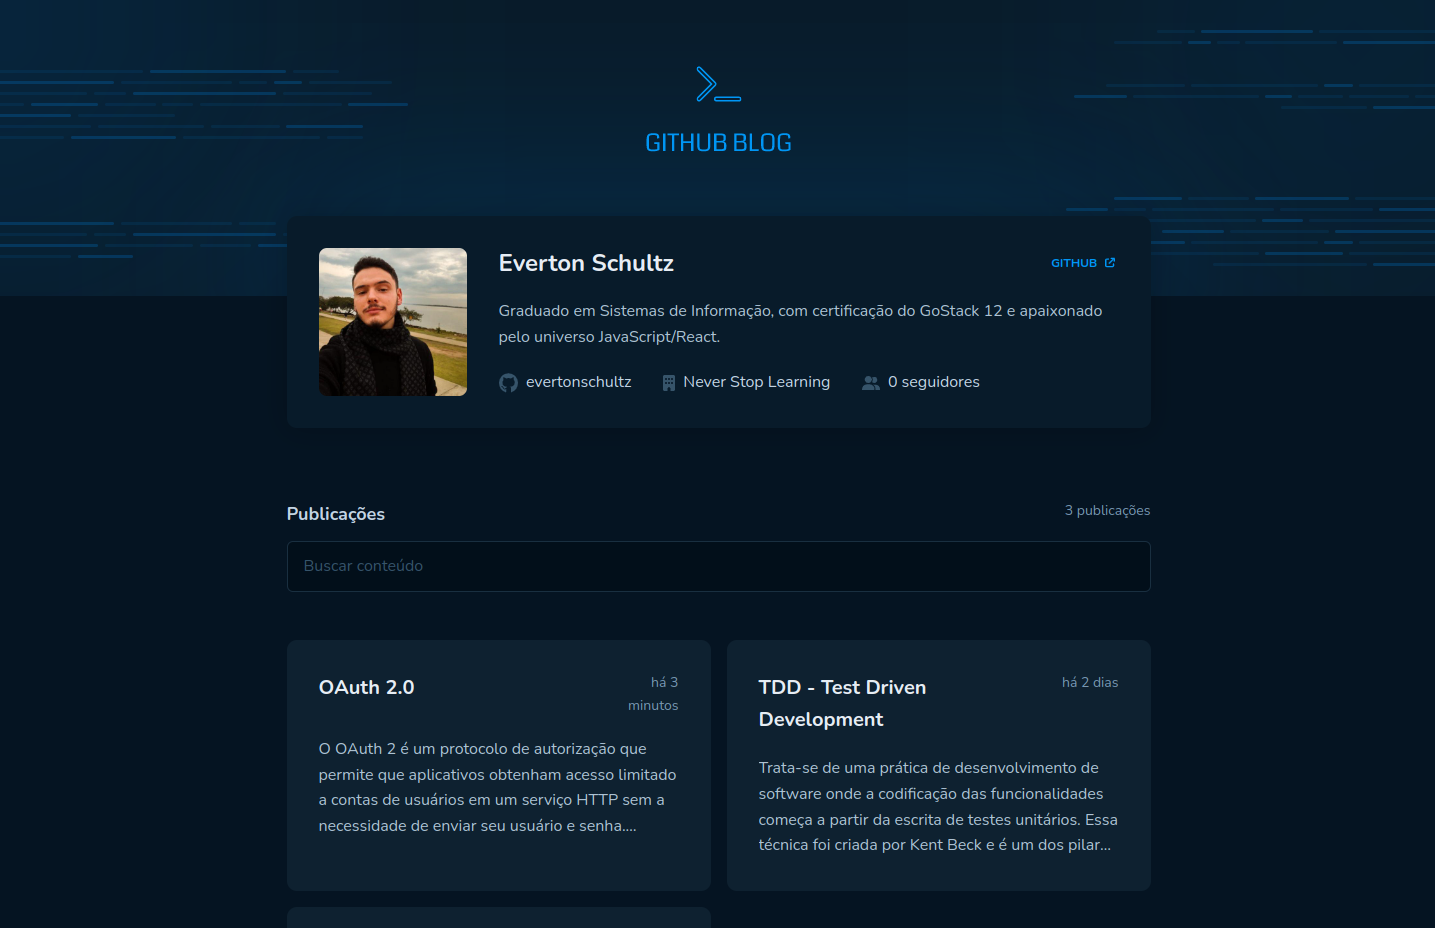 GITHUB BLOG
Everton Schultz
GITHUB
Graduado em Sistemas de Informação, com certificação do GoStack 12 e apaixonado
pelo universo JavaScript/React.
evertonschultz
Never Stop Learning
0 seguidores
Publicações
3 publicações
Buscar conteúdo
OAuth 2.0
há 3
minutos
O OAuth 2 é um protocolo de autorização que
permite que aplicativos obtenham acesso limitado
a contas de usuários em um serviço HTTP sem a
necessidade de enviar seu usuário e senha....
TDD - Test Driven
Development
há 2 dias
Trata-se de uma prática de desenvolvimento de
software onde a codificação das funcionalidades
começa a partir da escrita de testes unitários. Essa
técnica foi criada por Kent Beck e é um dos pilar...